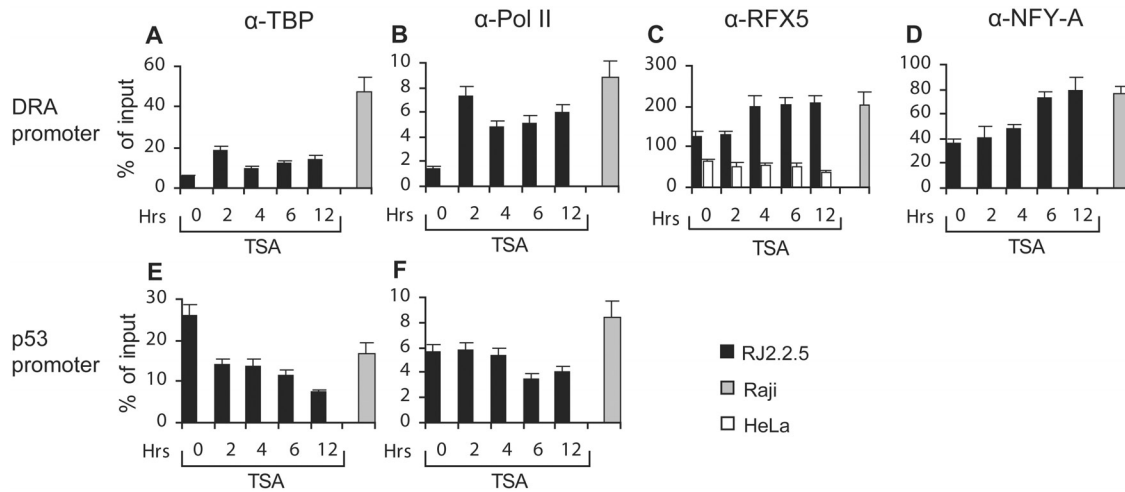 α-TBP
α-Pol II
α-RFX5
α-NFY-A
DRA
promoter
A
% of input
60
40
20
0
Hrs 0 2 4 6 12
TSA
B
10
8
6
4
2
0
Hrs 0 2 4 6 12
TSA
C
300
200
100
50
0
Hrs 0 2 4 6 12
TSA
D
100
80
60
40
20
0
Hrs 0 2 4 6 12
TSA
p53
promoter
E
% of input
30
20
10
0
Hrs 0 2 4 6 12
TSA
F
10
8
6
4
2
0
Hrs 0 2 4 6 12
TSA
RJ2.2.5
Raji
HeLa